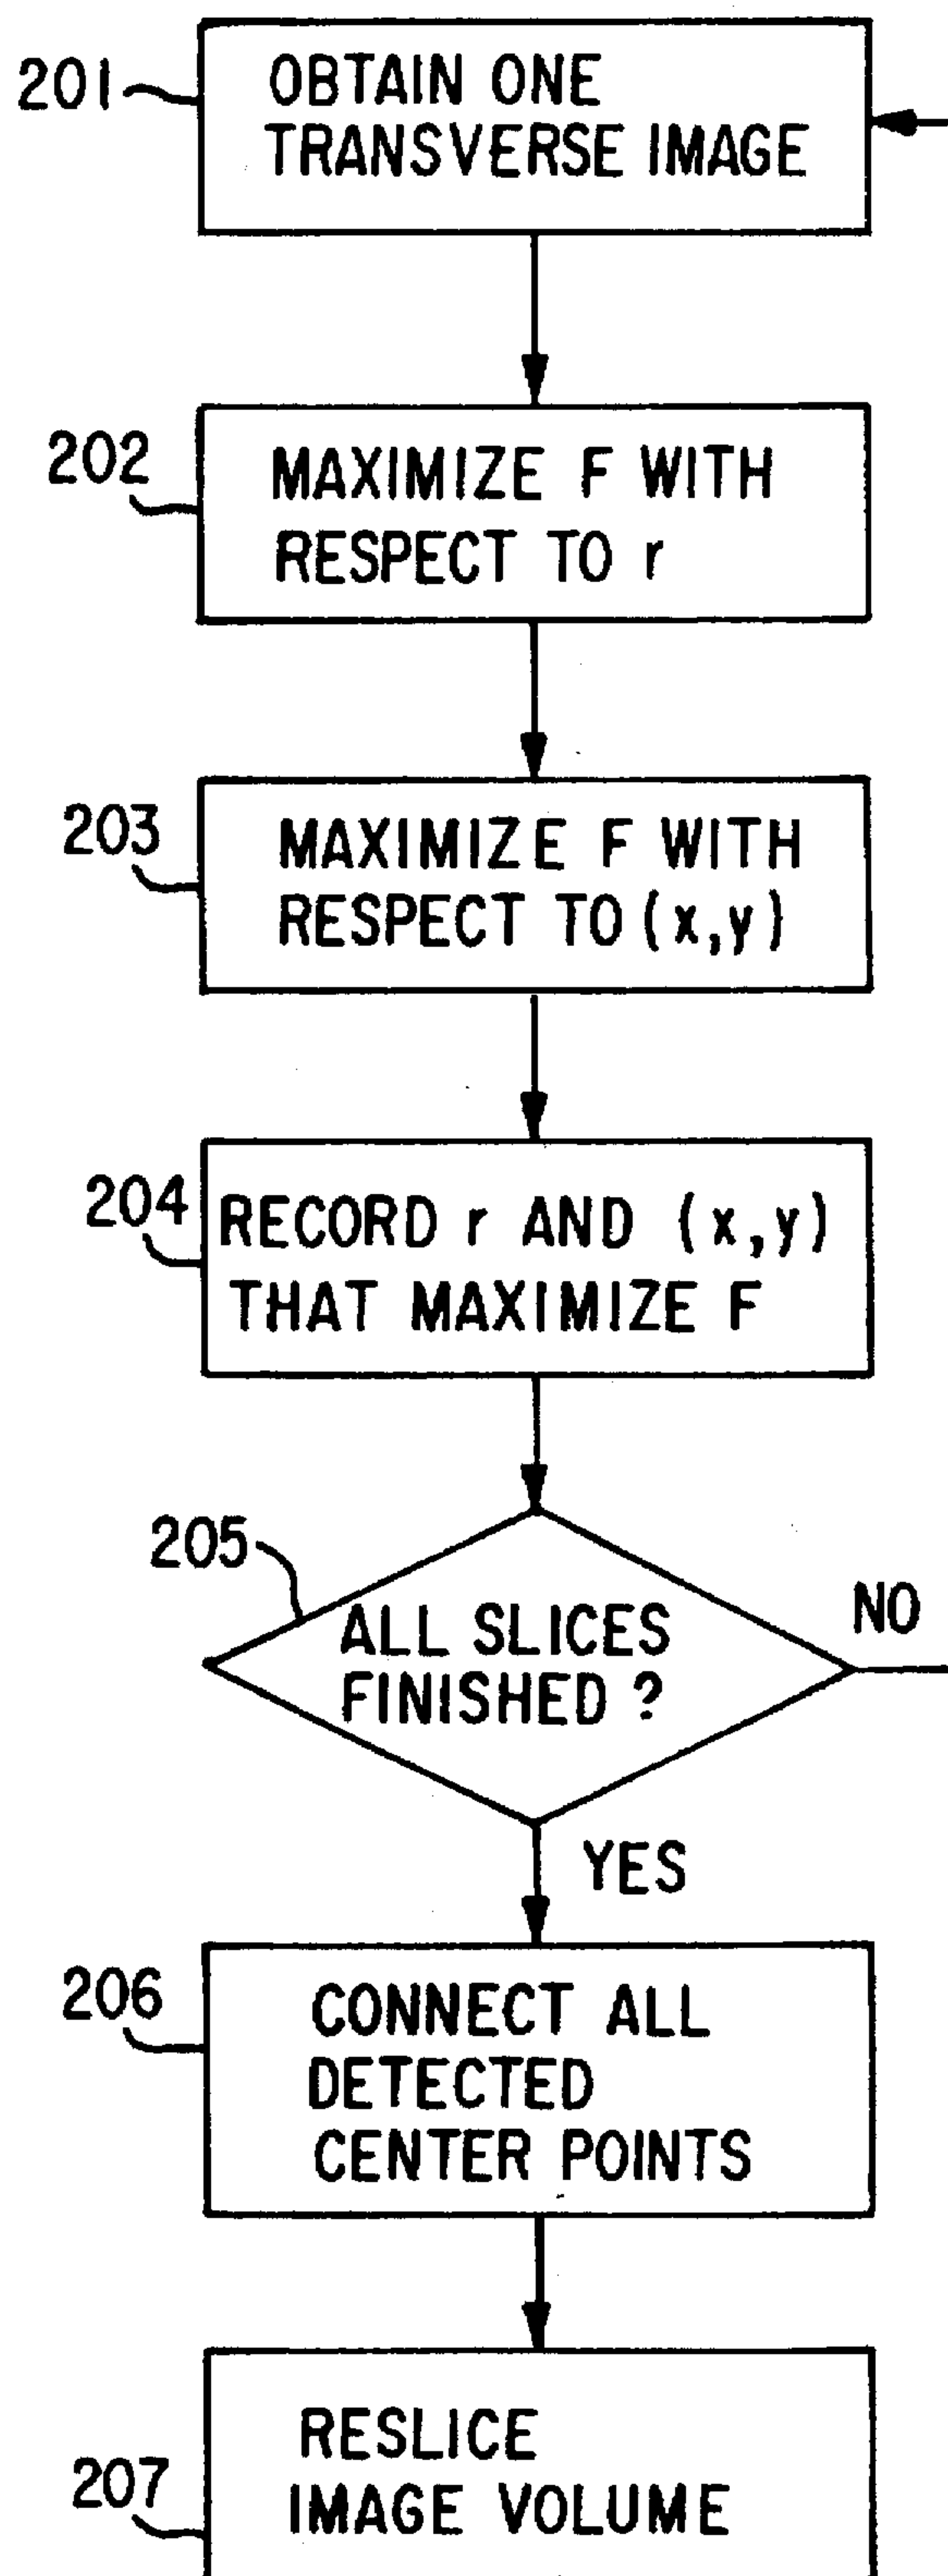 201
OBTAIN ONE
TRANSVERSE IMAGE
202
MAXIMIZE F WITH
RESPECT TO r
203
MAXIMIZE F WITH
RESPECT TO (x,y)
204
RECORD r AND (x,y)
THAT MAXIMIZE F
205
ALL SLICES
FINISHED ?
NO
YES
206
CONNECT ALL
DETECTED
CENTER POINTS
207
RESLICE
IMAGE VOLUME